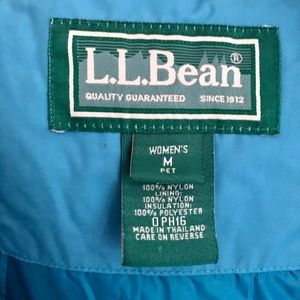 L.L.Bean®
QUALITY GUARANTEED SINCE 1912
WOMEN'S
M
PET
100% NYLON
LINING:
100% NYLON
INSULATION:
100% POLYESTER
0PH16
MADE IN THAILAND
CARE ON REVERSE